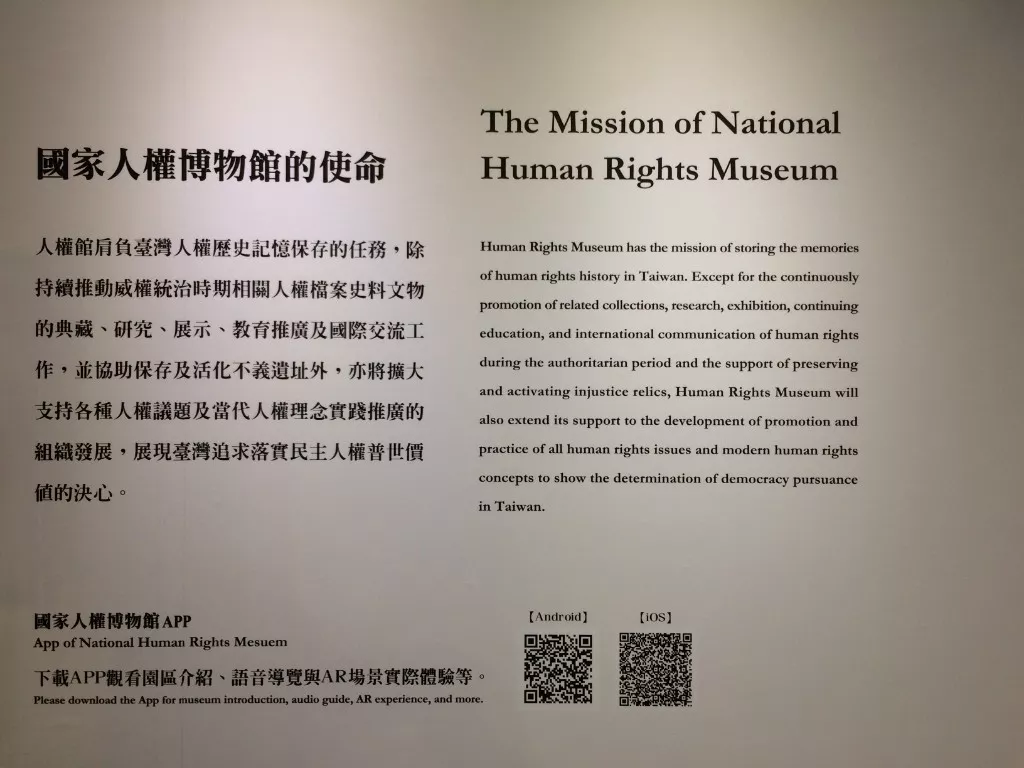 國家人權博物館的使命
人權館肩負臺灣人權歷史記憶保存的任務，除
持續推動威權統治時期相關人權檔案史料文物
的典藏、研究、展示、教育推廣及國際交流工
作，並協助保存及活化不義遺址外，亦將擴大
支持各種人權議題及當代人權理念實踐推廣的
組織發展，展現臺灣追求落實民主人權普世價
值的決心。
The Mission of National
Human Rights Museum
Human Rights Museum has the mission of storing the memories
of human rights history in Taiwan. Except for the continuously
promotion of related collections, research, exhibition, continuing
education, and international communication of human rights
during the authoritarian period and the support of preserving
and activating injustice relics, Human Rights Museum will
also extend its support to the development of promotion and
practice of all human rights issues and modern human rights
concepts to show the determination of democracy pursuance
in Taiwan.
國家人權博物館APP
App of National Human Rights Mesuem
下載APP觀看園區介紹、語音導覽與AR場景實際體驗等。
Please download the App for museum introduction, audio guide, AR experience, and more.
【Android】
【iOS】